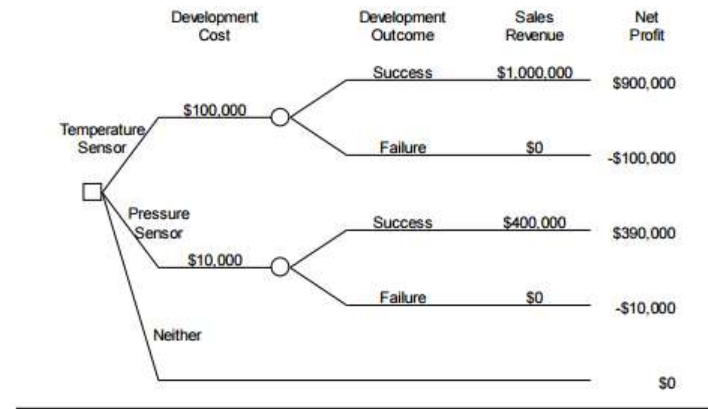 Development Development Sales Net
Cost Outcome Revenue Profit
Success $1,000,000
$900,000
$100,000
Temperature
Sensor
Failure $0
-$100,000
Pressure
Sensor
Success $400,000
$390,000
$10,000
Failure $0
-$10,000
Neither
$0